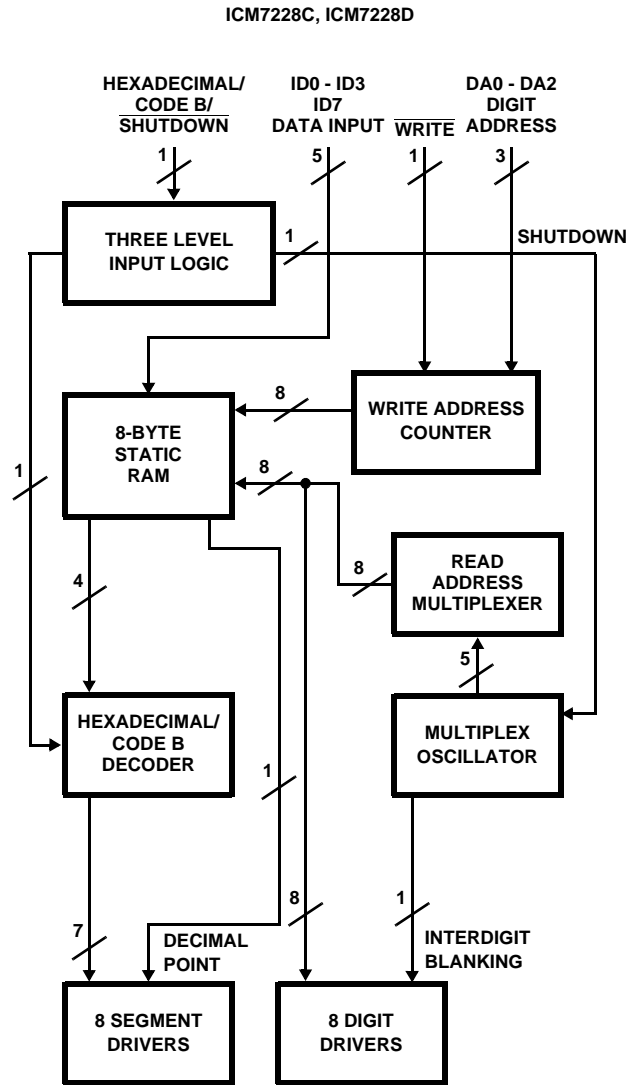 ICM7228C, ICM7228D
HEXADECIMAL/
CODE B/
SHUTDOWN
ID0 - ID3
ID7
DATA INPUT
WRITE
DA0 - DA2
DIGIT
ADDRESS
1
5
1
3
THREE LEVEL
INPUT LOGIC
1
SHUTDOWN
8-BYTE
STATIC
RAM
8
WRITE ADDRESS
COUNTER
1
8
8
READ
ADDRESS
MULTIPLEXER
4
5
HEXADECIMAL/
CODE B
DECODER
MULTIPLEX
OSCILLATOR
1
7
DECIMAL
POINT
8
1
INTERDIGIT
BLANKING
8 SEGMENT
DRIVERS
8 DIGIT
DRIVERS